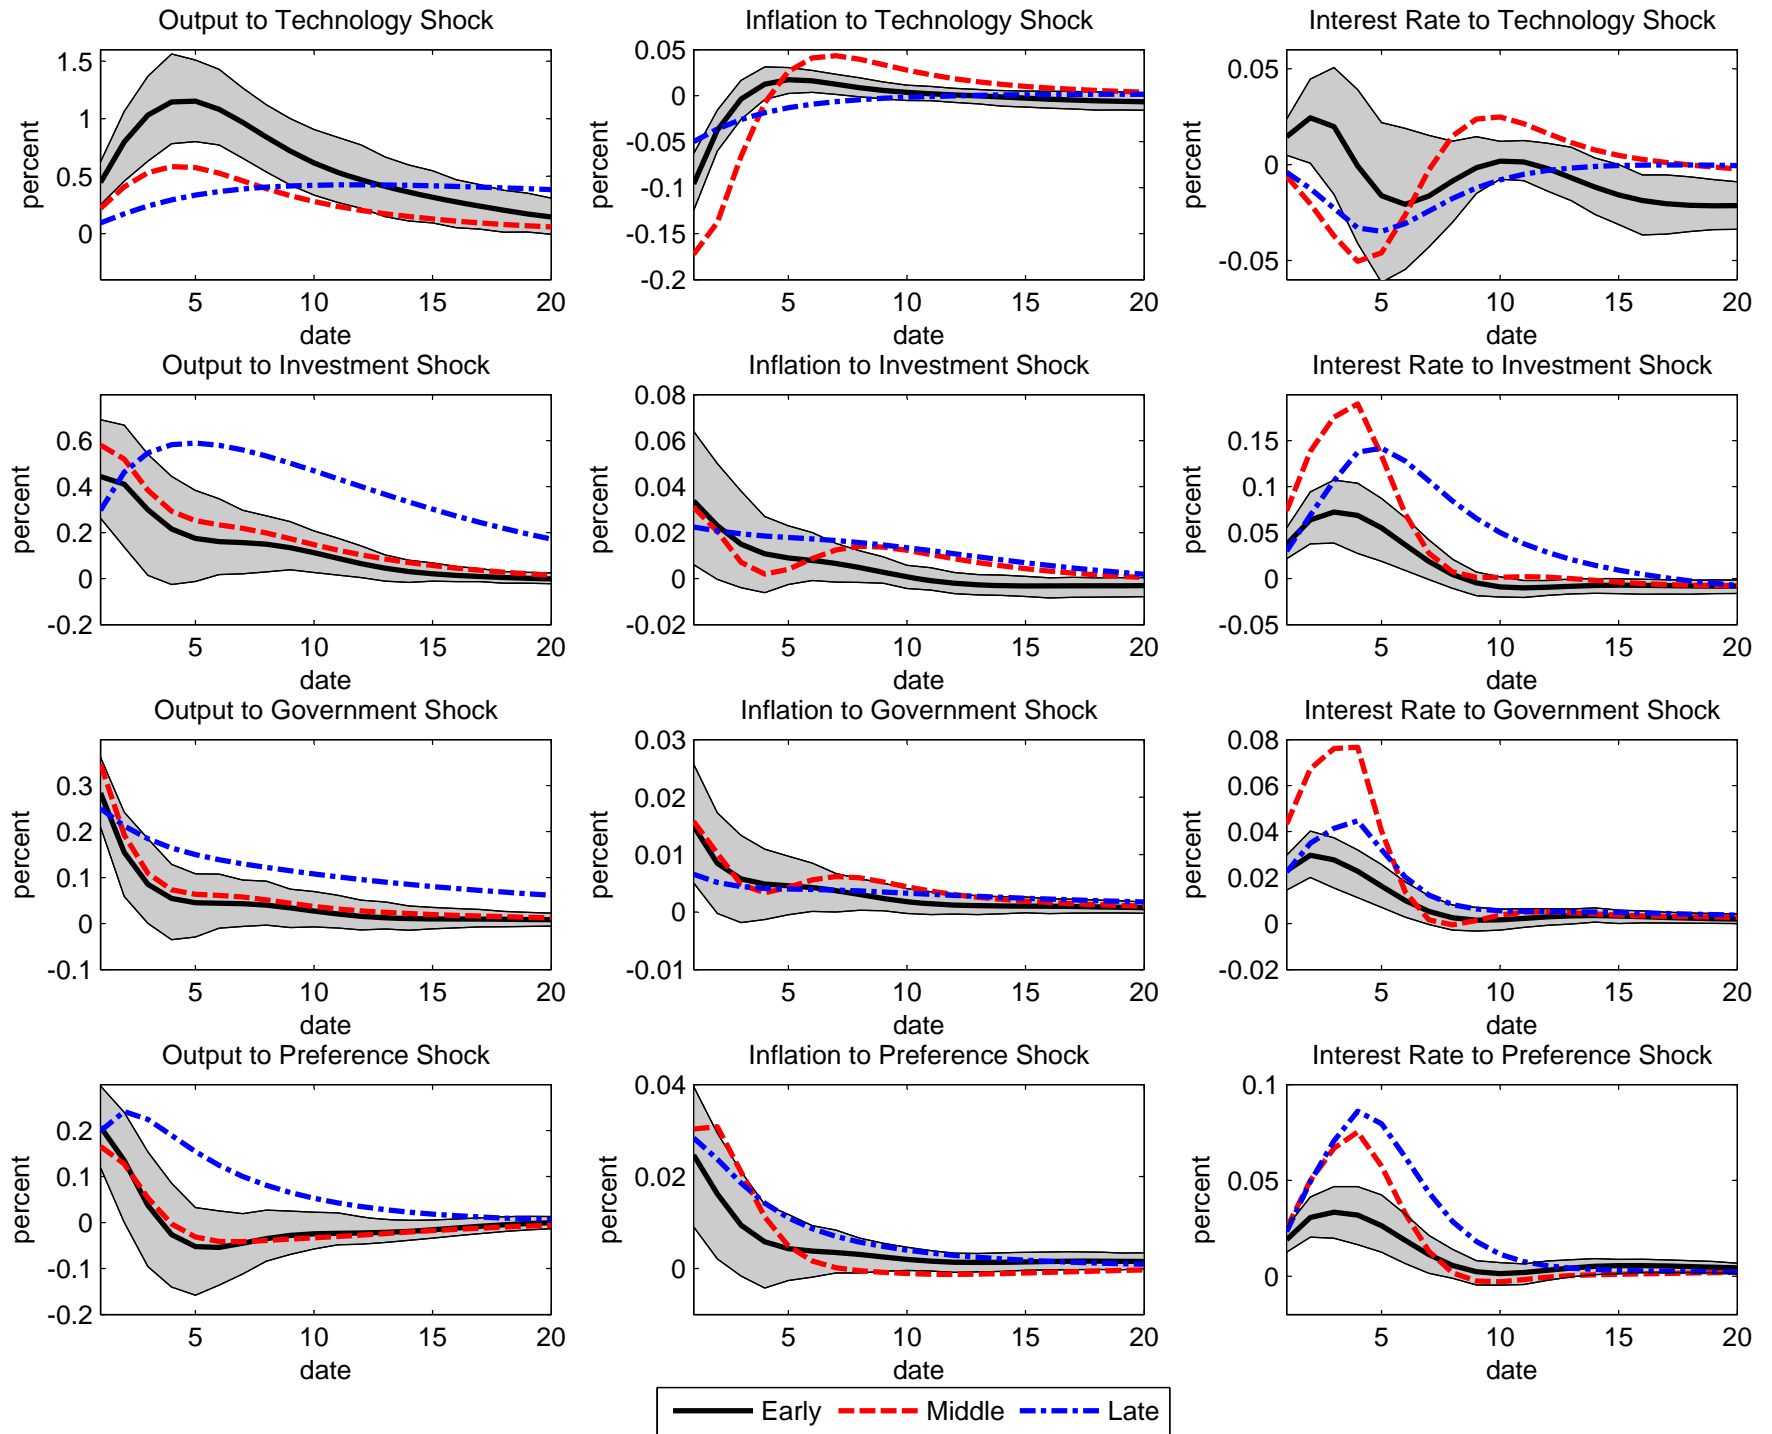 Output to Technology Shock
percent
1.5
1
0.5
0
5 10 15 20
date
Inflation to Technology Shock
percent
0.05
0
-0.05
-0.1
-0.15
-0.2
5 10 15 20
date
Interest Rate to Technology Shock
percent
0.05
0
-0.05
5 10 15 20
date
Output to Investment Shock
percent
0.6
0.4
0.2
0
-0.2
5 10 15 20
date
Inflation to Investment Shock
percent
0.08
0.06
0.04
0.02
0
-0.02
5 10 15 20
date
Interest Rate to Investment Shock
percent
0.15
0.1
0.05
0
-0.05
5 10 15 20
date
Output to Government Shock
percent
0.3
0.2
0.1
0
-0.1
5 10 15 20
date
Inflation to Government Shock
percent
0.03
0.02
0.01
0
-0.01
5 10 15 20
date
Interest Rate to Government Shock
percent
0.08
0.06
0.04
0.02
0
-0.02
5 10 15 20
date
Output to Preference Shock
percent
0.2
0.1
0
-0.1
-0.2
5 10 15 20
date
Inflation to Preference Shock
percent
0.04
0.02
0
5 10 15 20
date
Interest Rate to Preference Shock
percent
0.1
0.05
0
5 10 15 20
date
Early Middle Late